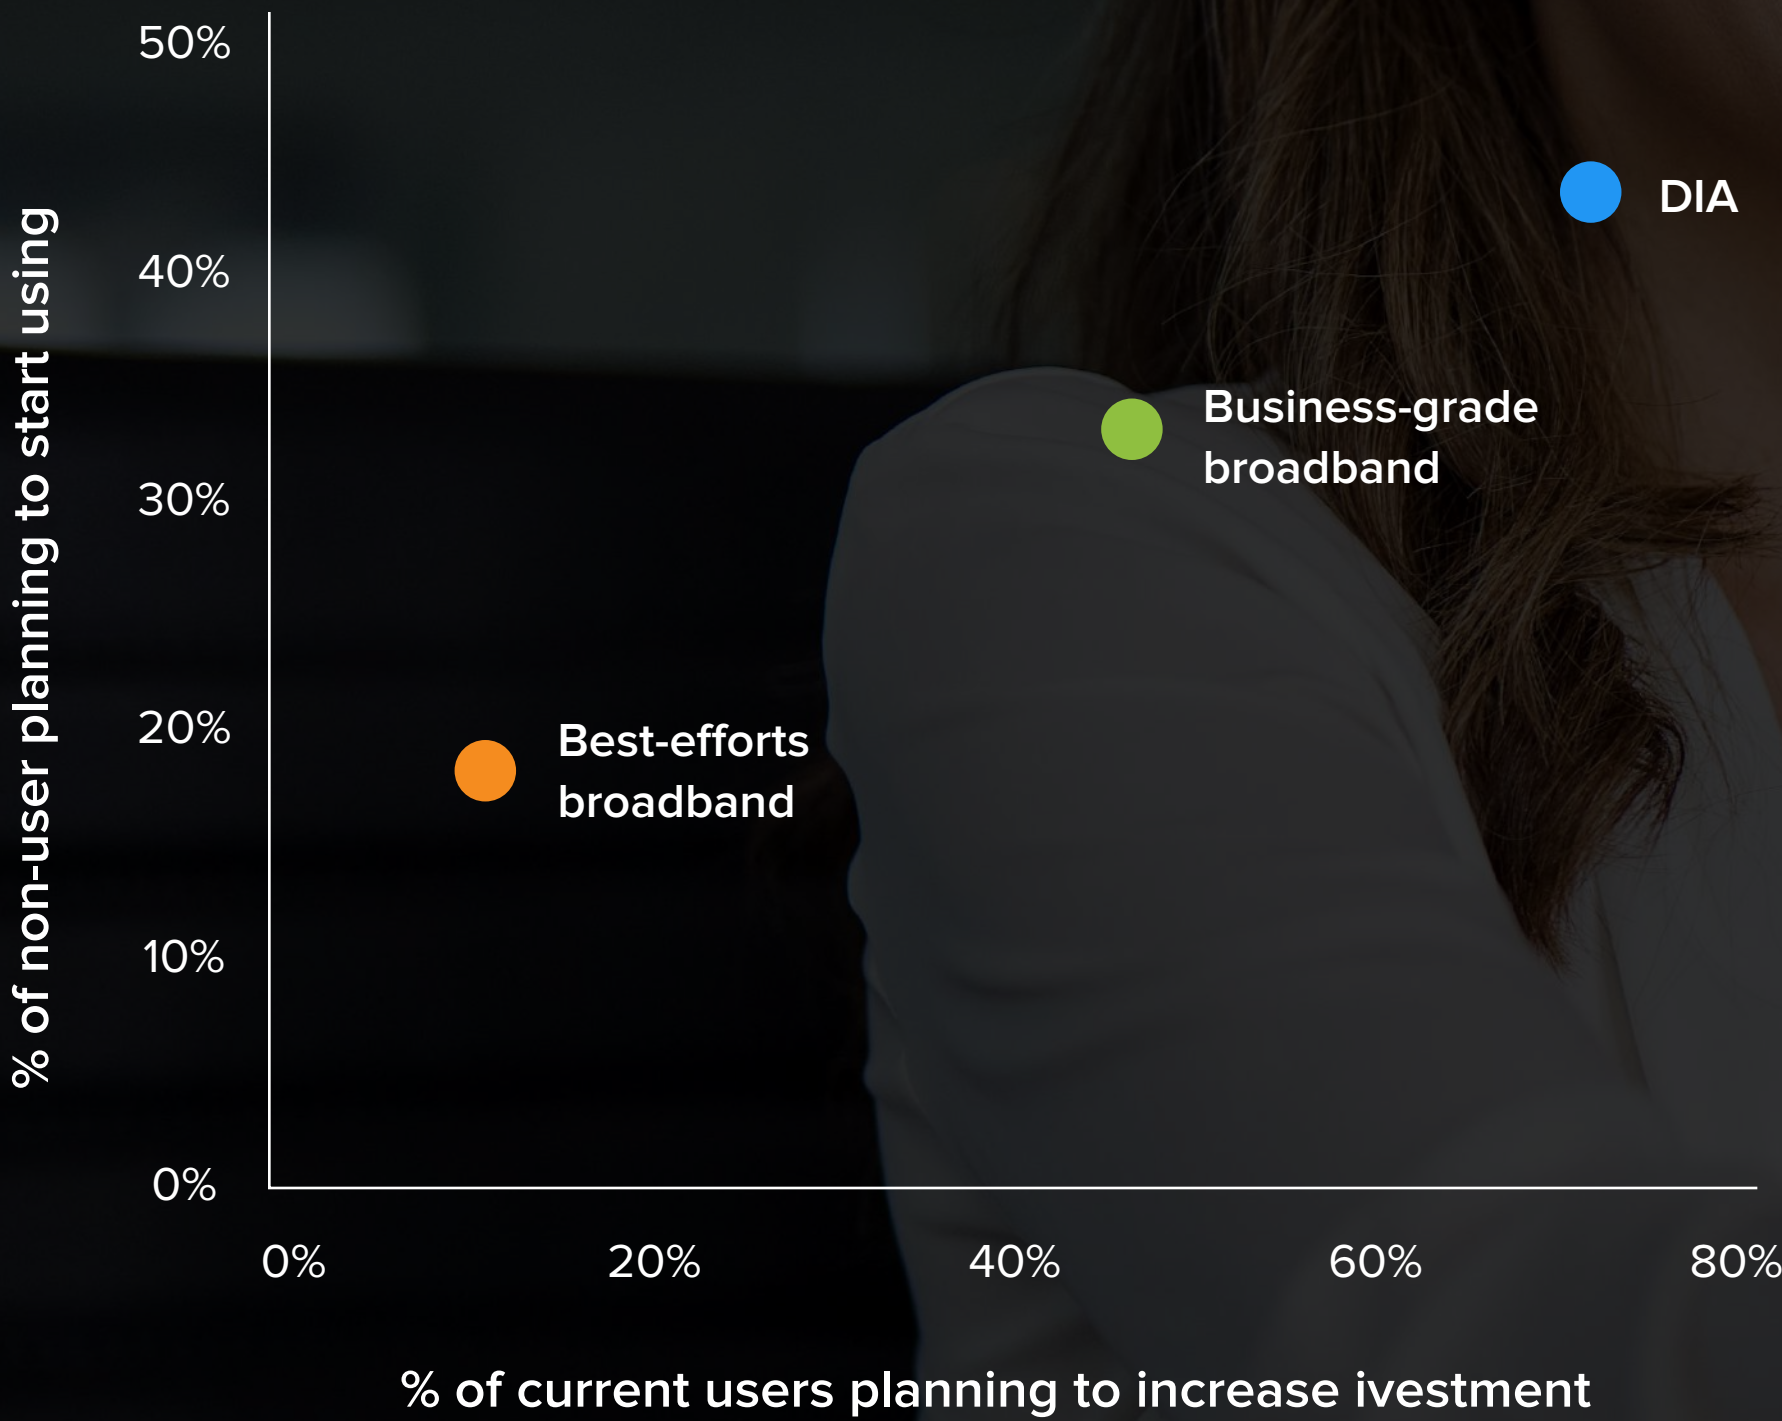 % of non-user planning to start using
50%
40%
30%
20%
10%
0%
DIA
Business-grade
broadband
Best-efforts
broadband
0%
20%
40%
60%
80%
% of current users planning to increase ivestment